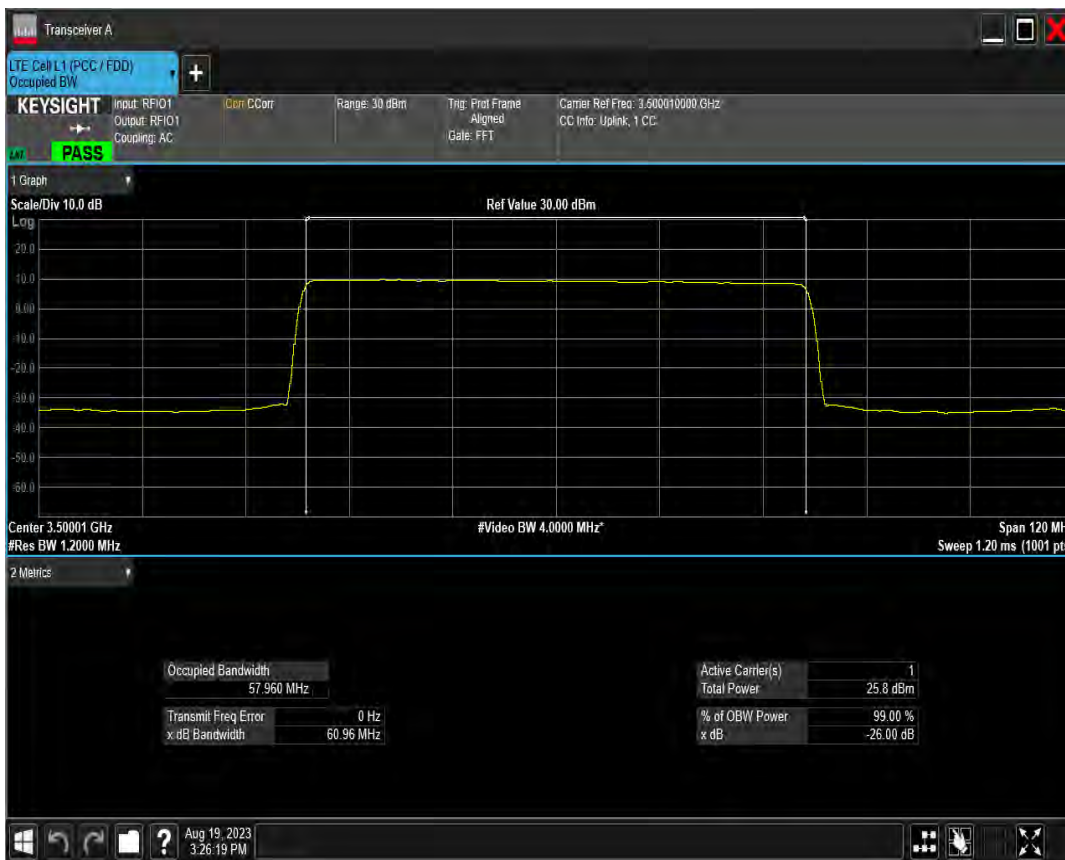 Transceiver A
LTE Cell L1 (PCC / FDD)
Occupied BW
KEYSIGHT
Input: RFIO1
Output: RFIO1
Coupling: AC
Corr CCorr
Range: 30 dBm
Trig: Prot Frame
Aligned
Gate: FFT
Carrier Ref Freq: 3.500010000 GHz
CC Info: Uplink, 1 CC
PASS
1 Graph
Scale/Div 10.0 dB
Ref Value 30.00 dBm
Log
20.0
10.0
0.00
-10.0
-20.0
-30.0
-40.0
-50.0
-60.0
Center 3.50001 GHz
#Video BW 4.0000 MHz*
Span 120 MH
#Res BW 1.2000 MHz
Sweep 1.20 ms (1001 pts
2 Metrics
Occupied Bandwidth
57.960 MHz
Transmit Freq Error 0 Hz
x dB Bandwidth 60.96 MHz
Active Carrier(s) 1
Total Power 25.8 dBm
% of OBW Power 99.00 %
x dB -26.00 dB
Aug 19, 2023
3:26:19 PM